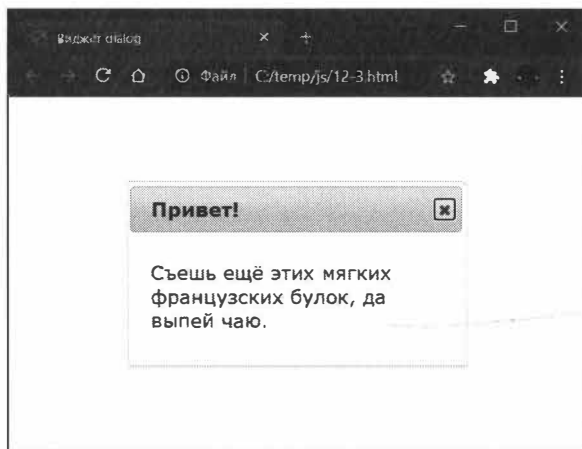 Виджет dialog
Файл C:/temp/js/12-3.html
Привет!
Съешь ещё этих мягких
французских булок, да
выпей чаю.